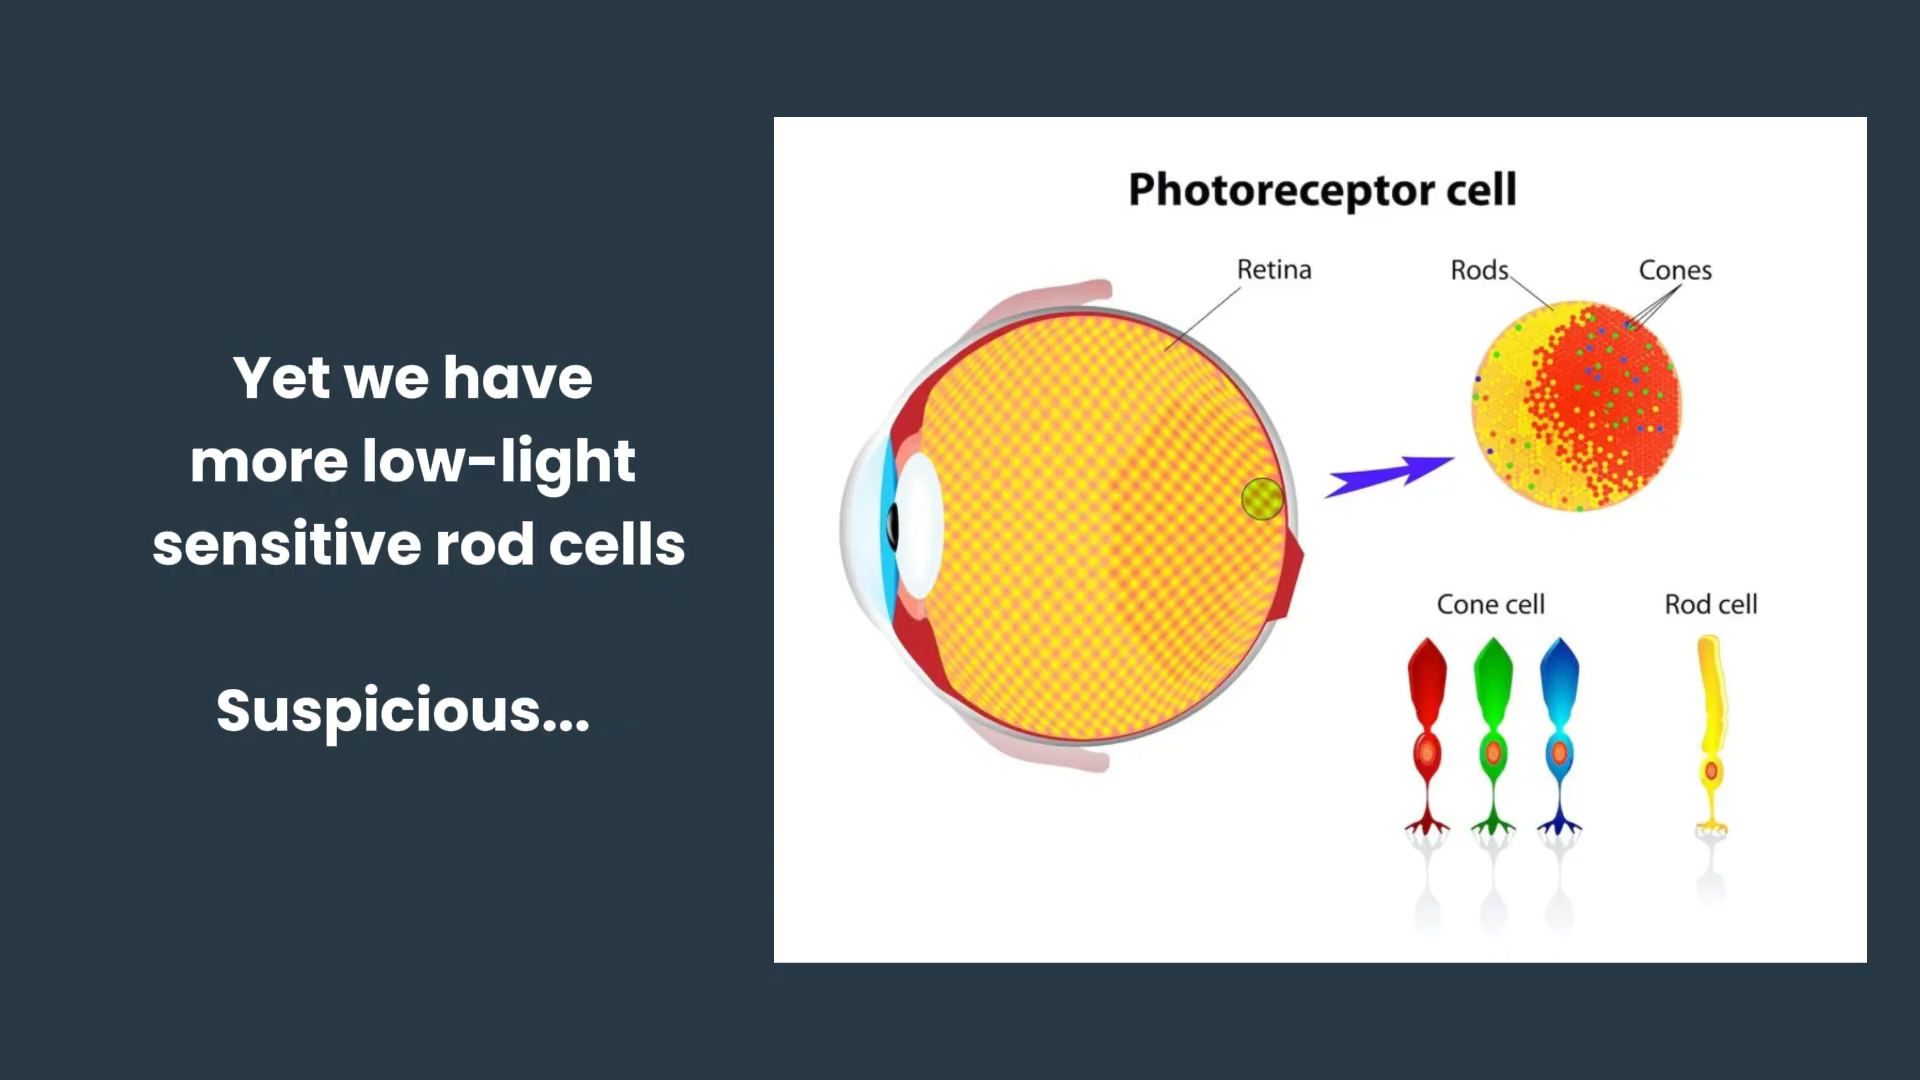 Yet we have
more low-light
sensitive rod cells
Suspicious...
Photoreceptor cell
Retina
Rods
Cones
Cone cell
Rod cell